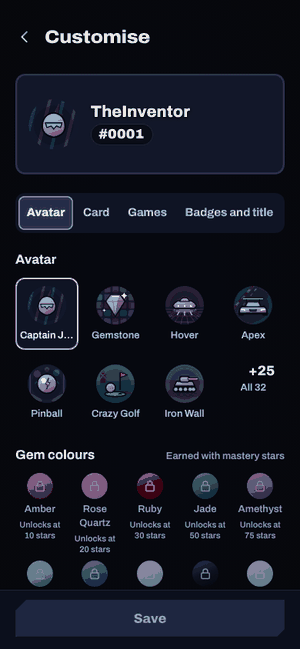 Customise
TheInventor
#0001
Avatar Card Games Badges and title
Avatar
Captain J... Gemstone Hover Apex
+25
All 32
Pinball Crazy Golf Iron Wall
Gem colours Earned with mastery stars
Amber Rose Quartz Ruby Jade Amethyst
Unlocks at 10 stars Unlocks at 20 stars Unlocks at 30 stars Unlocks at 50 stars Unlocks at 75 stars
Save